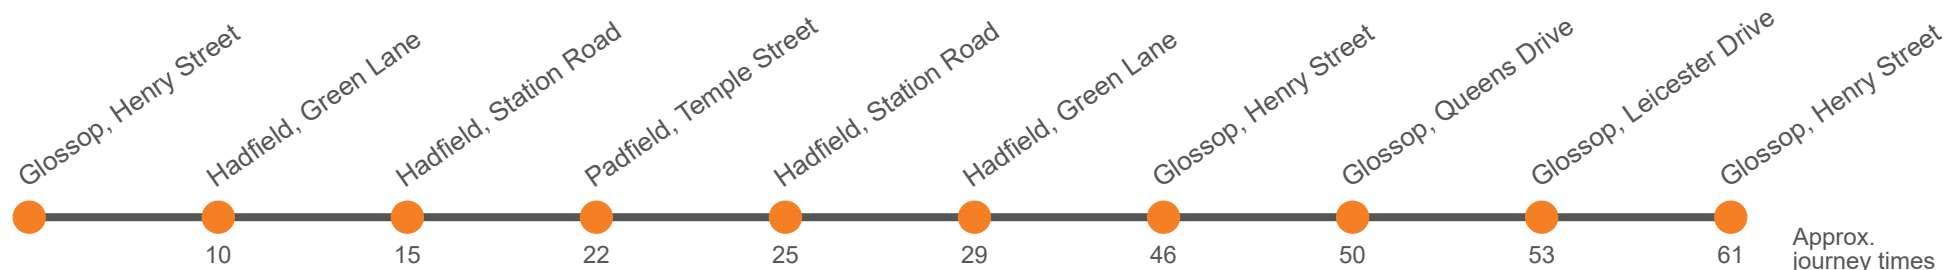 Glossop, Henry Street
Hadfield, Green Lane
Hadfield, Station Road
Padfield, Temple Street
Hadfield, Station Road
Hadfield, Green Lane
Glossop, Henry Street
Glossop, Queens Drive
Glossop, Leicester Drive
Glossop, Henry Street
10
15
22
25
29
46
50
53
61
Approx.
journey times